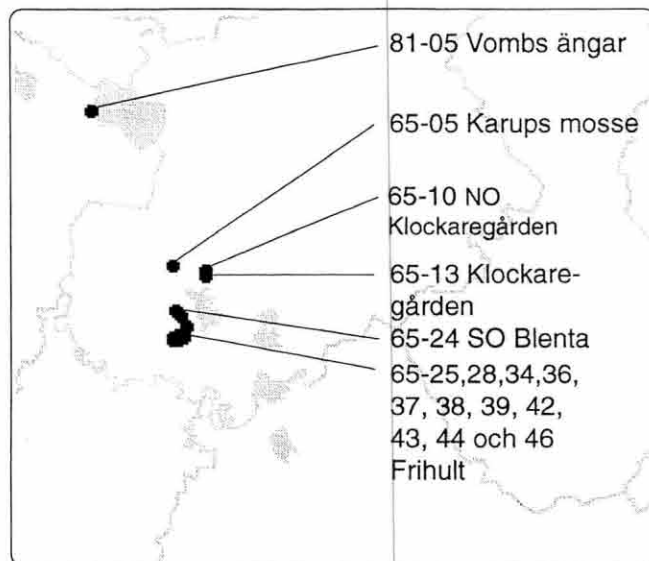 81-05 Vombs ängar
65-05 Karups mosse
65-10 NO
Klockaregården
65-13 Klockare-
gården
65-24 SO Blenta
65-25,28,34,36,
37, 38, 39, 42,
43, 44 och 46
Frihult